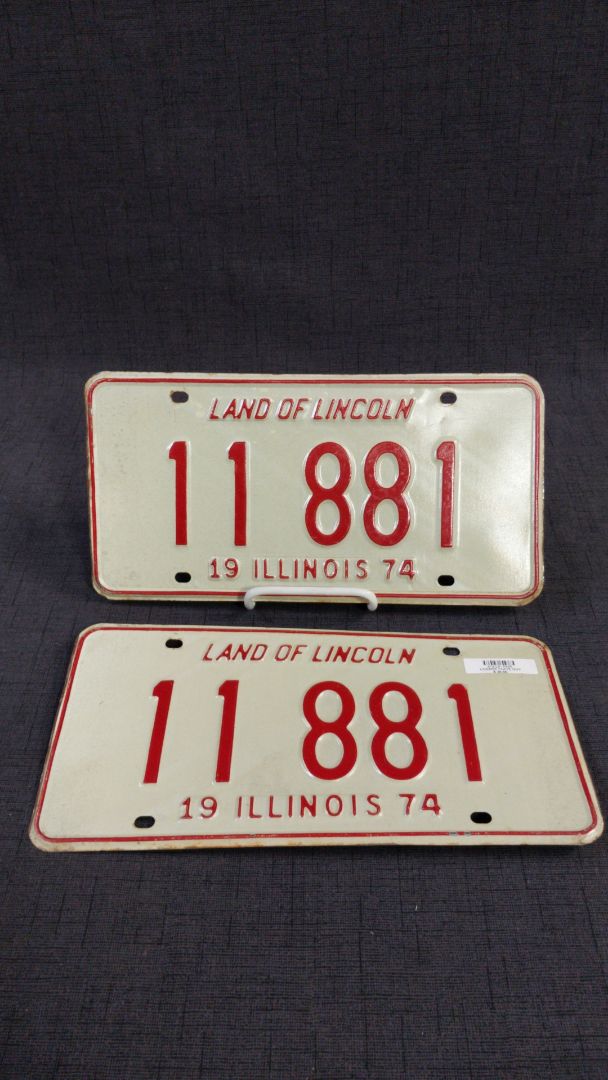 LAND OF LINCOLN
11 881
19 ILLINOIS 74
LAND OF LINCOLN
11 881
19 ILLINOIS 74